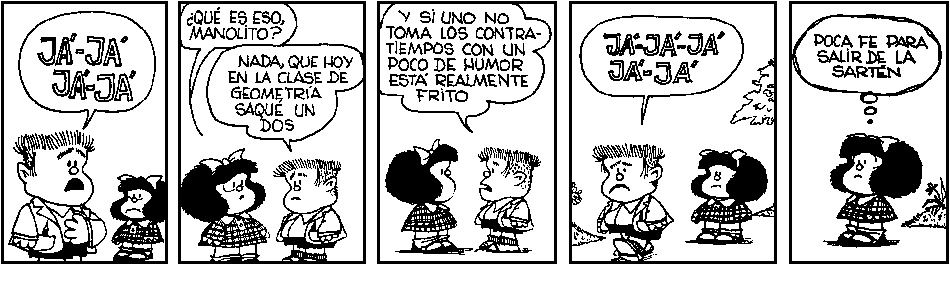 JÁ-JÁ
JÁ-JÁ
¿QUÉ ES ESO,
MANOLITO?
NADA, QUE HOY
EN LA CLASE DE
GEOMETRÍA
SAQUÉ UN
DOS
Y SI UNO NO
TOMA LOS CONTRA-
TIEMPOS CON UN
POCO DE HUMOR
ESTÁ REALMENTE
FRITO
JÁ-JÁ-JÁ
JÁ-JÁ
POCA FE PARA
SALIR DE LA
SARTÉN